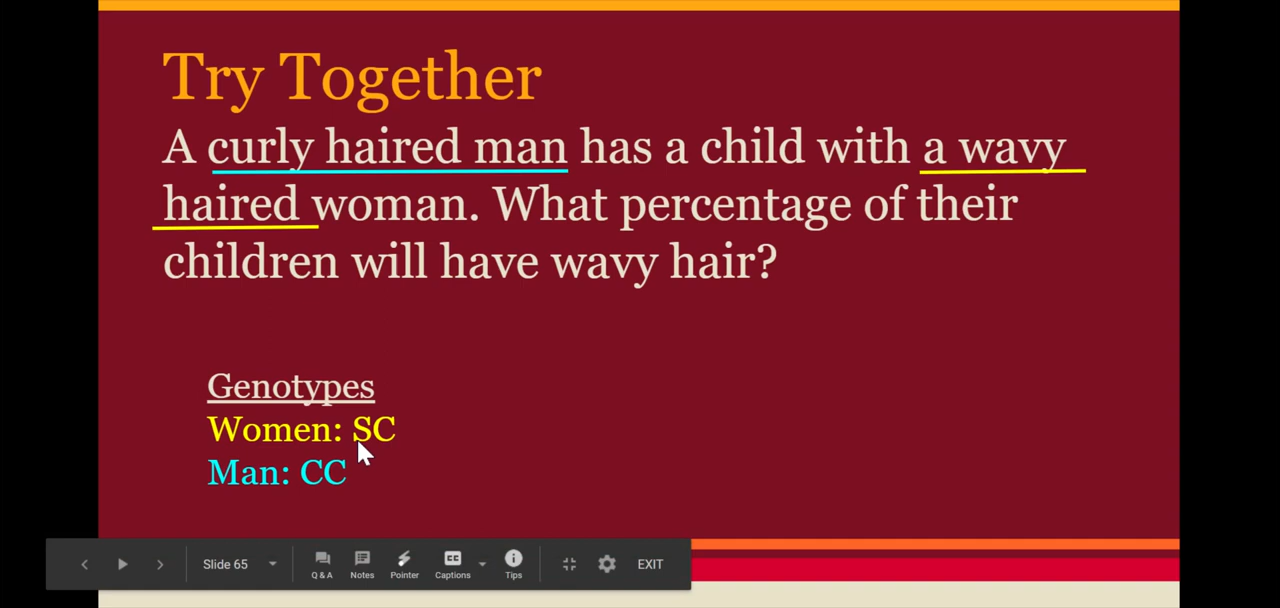 Try Together
A curly haired man has a child with a wavy
haired woman. What percentage of their
children will have wavy hair?
Genotypes
Women: SC
Man: CC
Slide 65
Q & A
Notes
Pointer
CC
Captions
Tips
EXIT